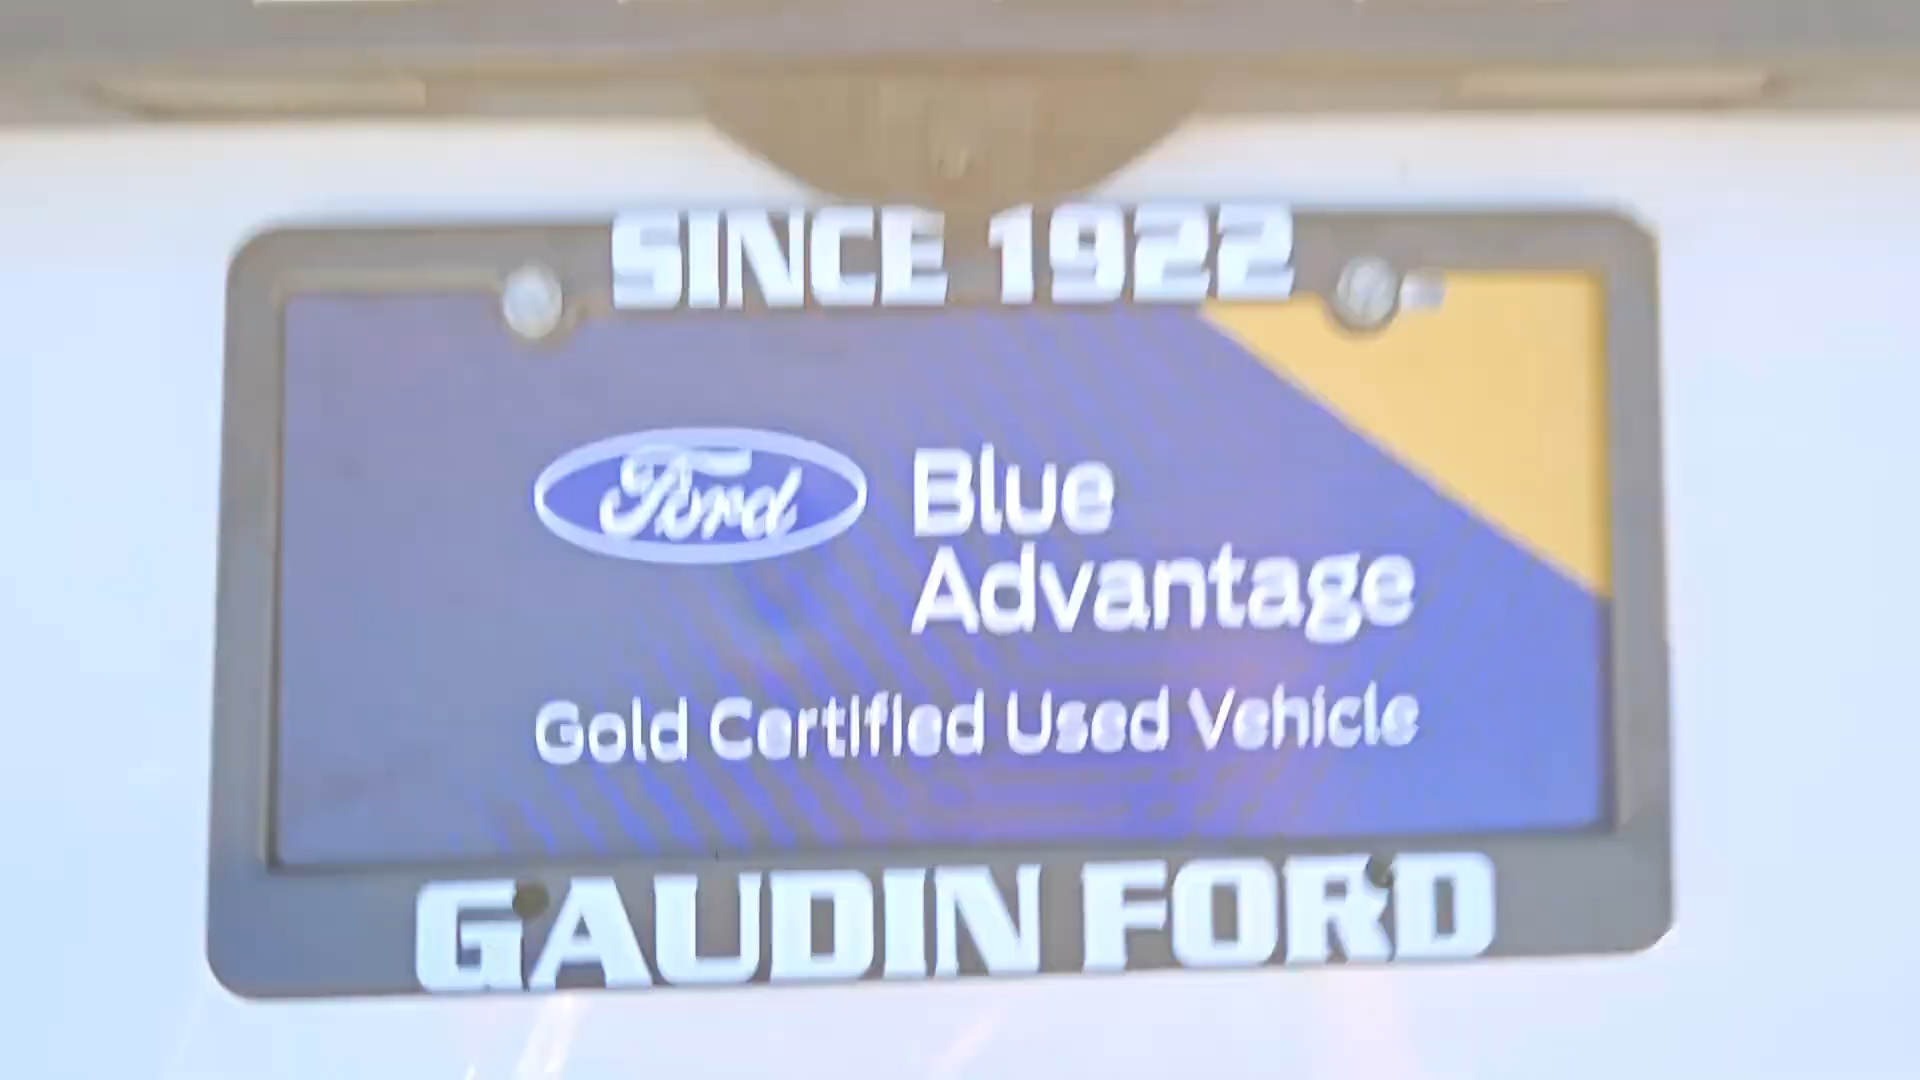 SINCE 1922
Ford
Blue
Advantage
Gold Certified Used Vehicle
GAUDIN FORD